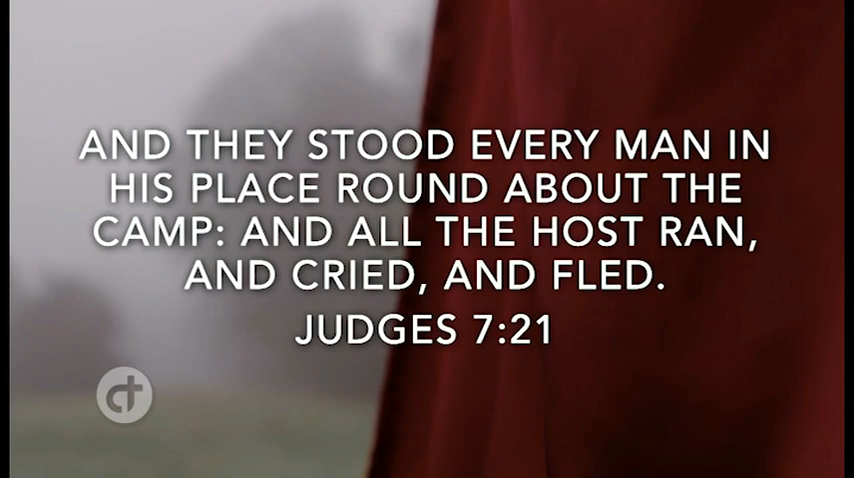 AND THEY STOOD EVERY MAN IN
HIS PLACE ROUND ABOUT THE
CAMP: AND ALL THE HOST RAN,
AND CRIED, AND FLED.
JUDGES 7:21